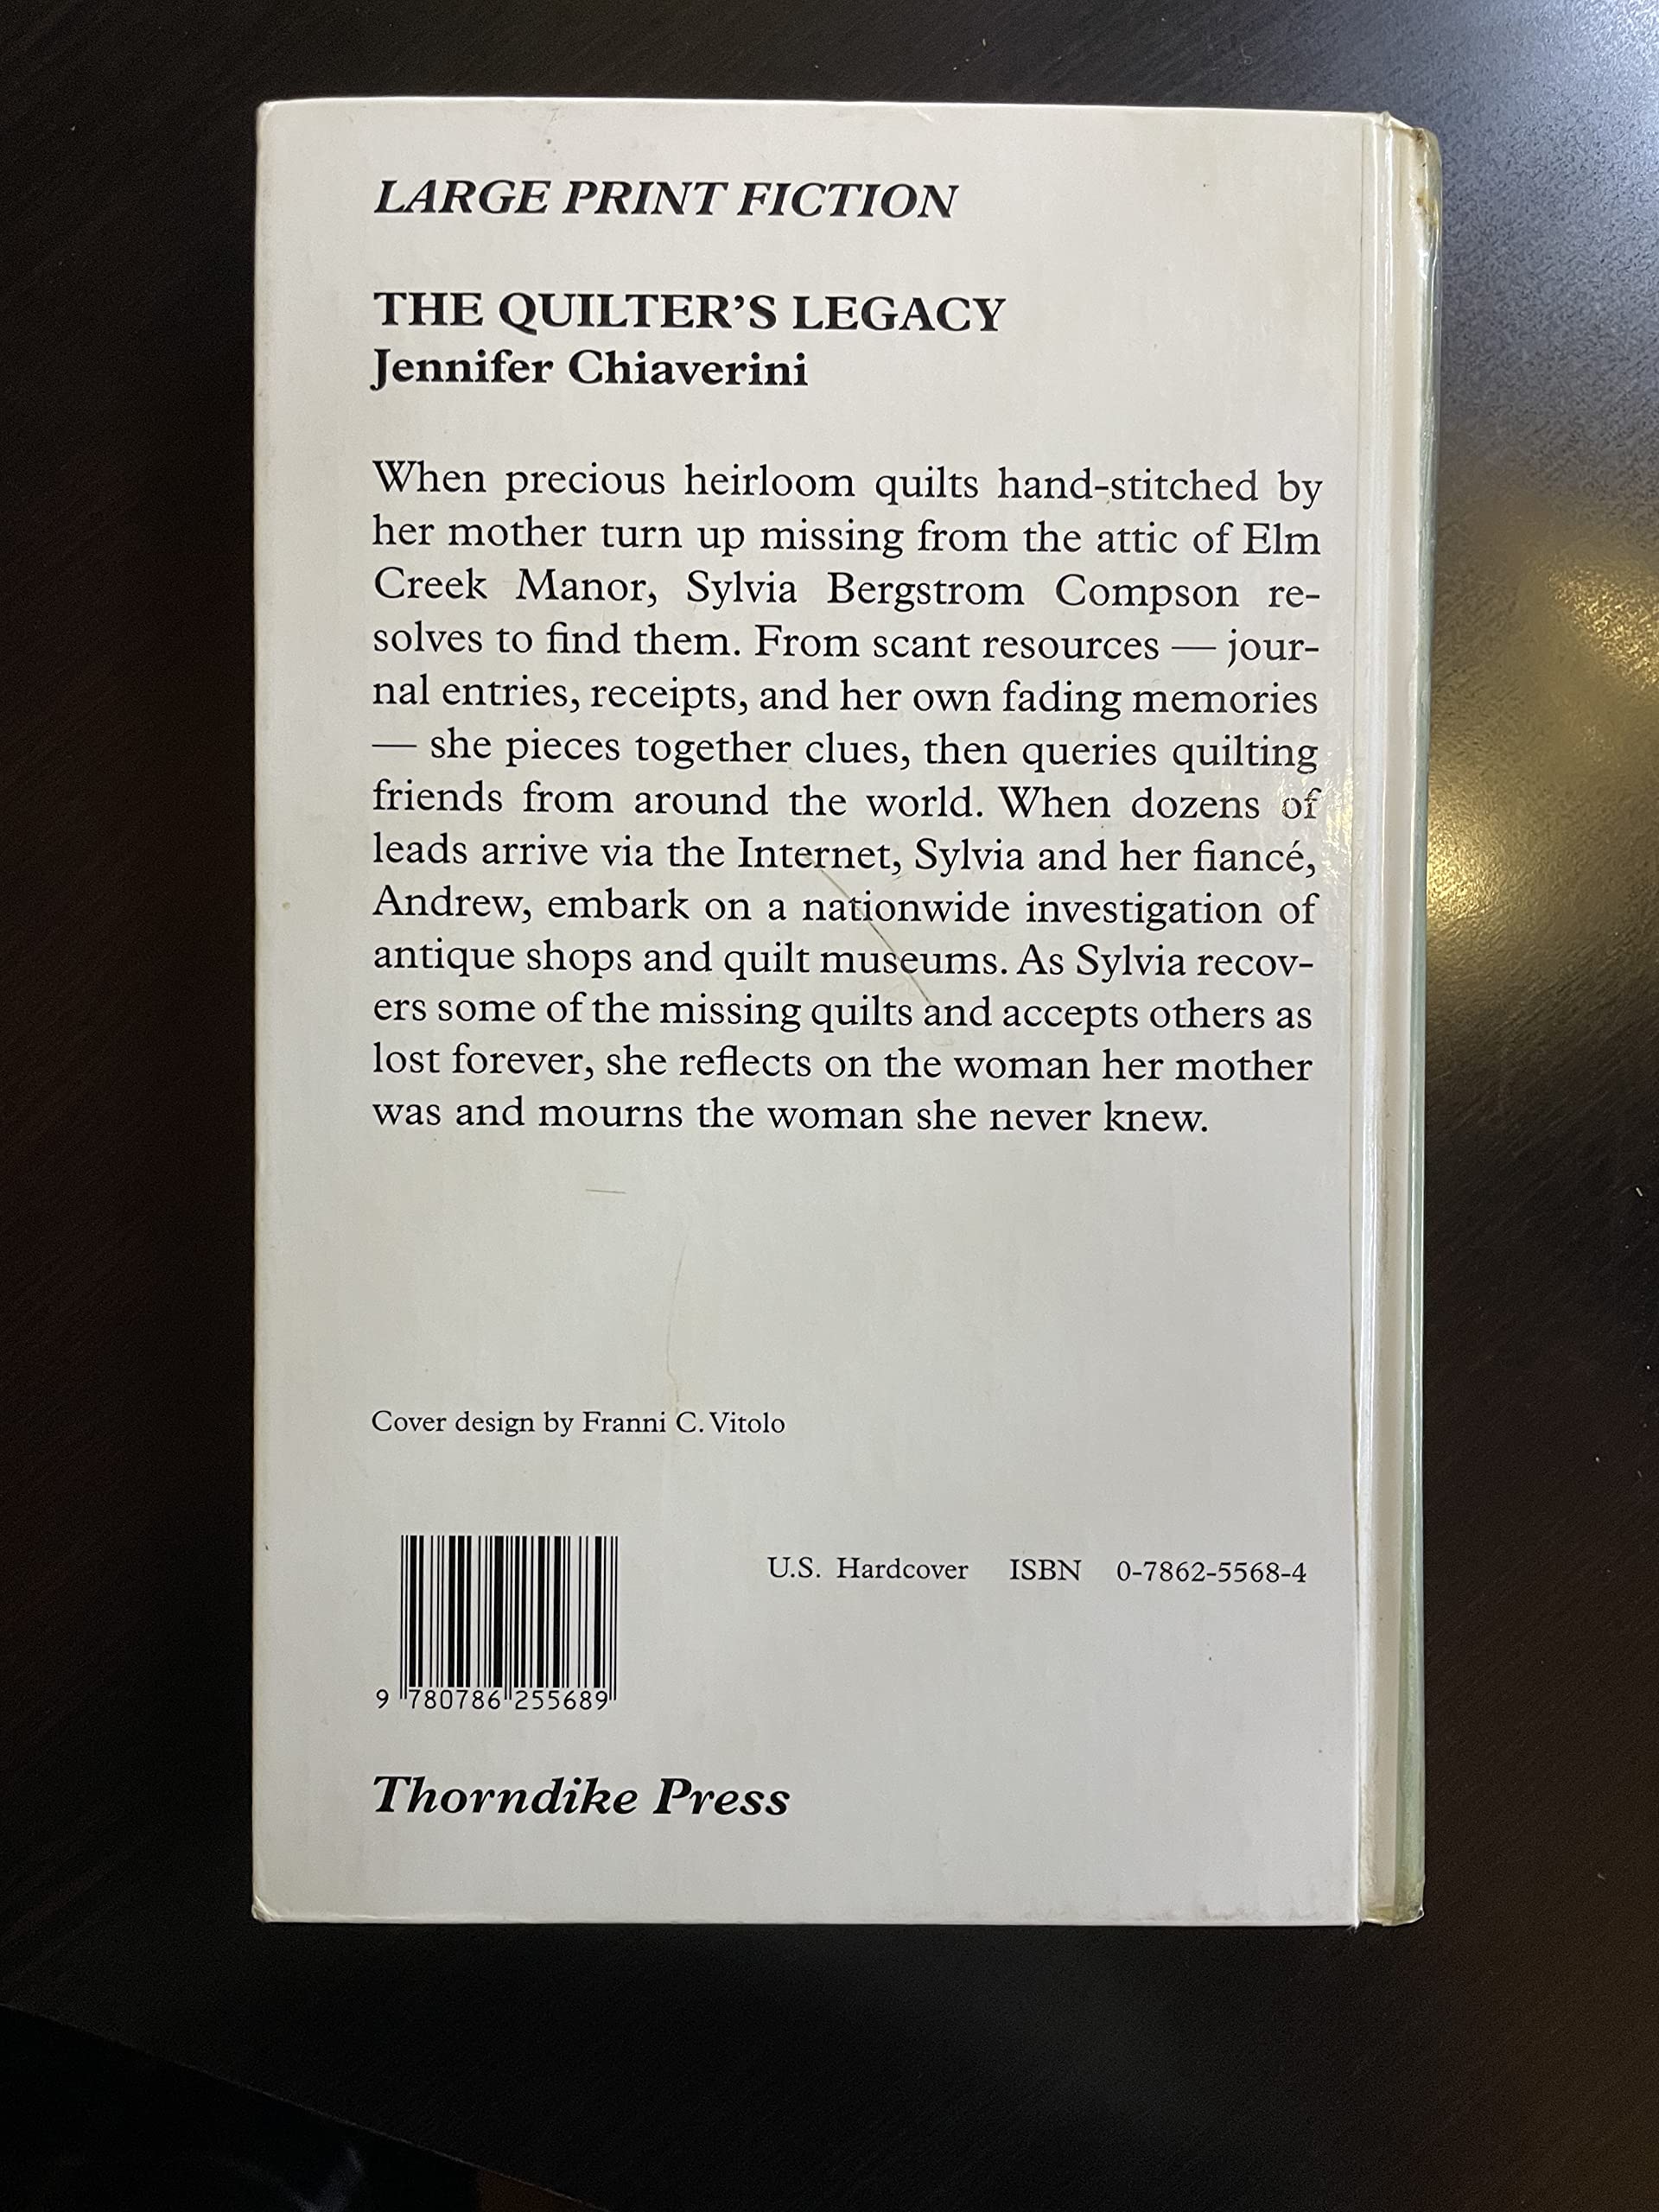 LARGE PRINT FICTION
THE QUILTER’S LEGACY
Jennifer Chiaverini
When precious heirloom quilts hand-stitched by
her mother turn up missing from the attic of Elm
Creek Manor, Sylvia Bergstrom Compson re-
solves to find them. From scant resources — jour-
nal entries, receipts, and her own fading memories
— she pieces together clues, then queries quilting
friends from around the world. When dozens of
leads arrive via the Internet, Sylvia and her fiancé,
Andrew, embark on a nationwide investigation of
antique shops and quilt museums. As Sylvia recov-
ers some of the missing quilts and accepts others as
lost forever, she reflects on the woman her mother
was and mourns the woman she never knew.
Cover design by Franni C. Vitolo
U.S. Hardcover ISBN 0-7862-5568-4
9 780786 255689
Thorndike Press